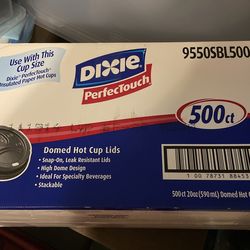 Use With This
Cup Size
Dixie® PerfecTouch®
Insulated Paper Hot Cups
DIXIE
PerfecTouch
9550SBL500
500ct
Domed Hot Cup Lids
• Snap-On, Leak Resistant Lids
• High Dome Design
• Ideal For Specialty Beverages
• Stackable
500 ct 20oz (590 mL) Domed Hot